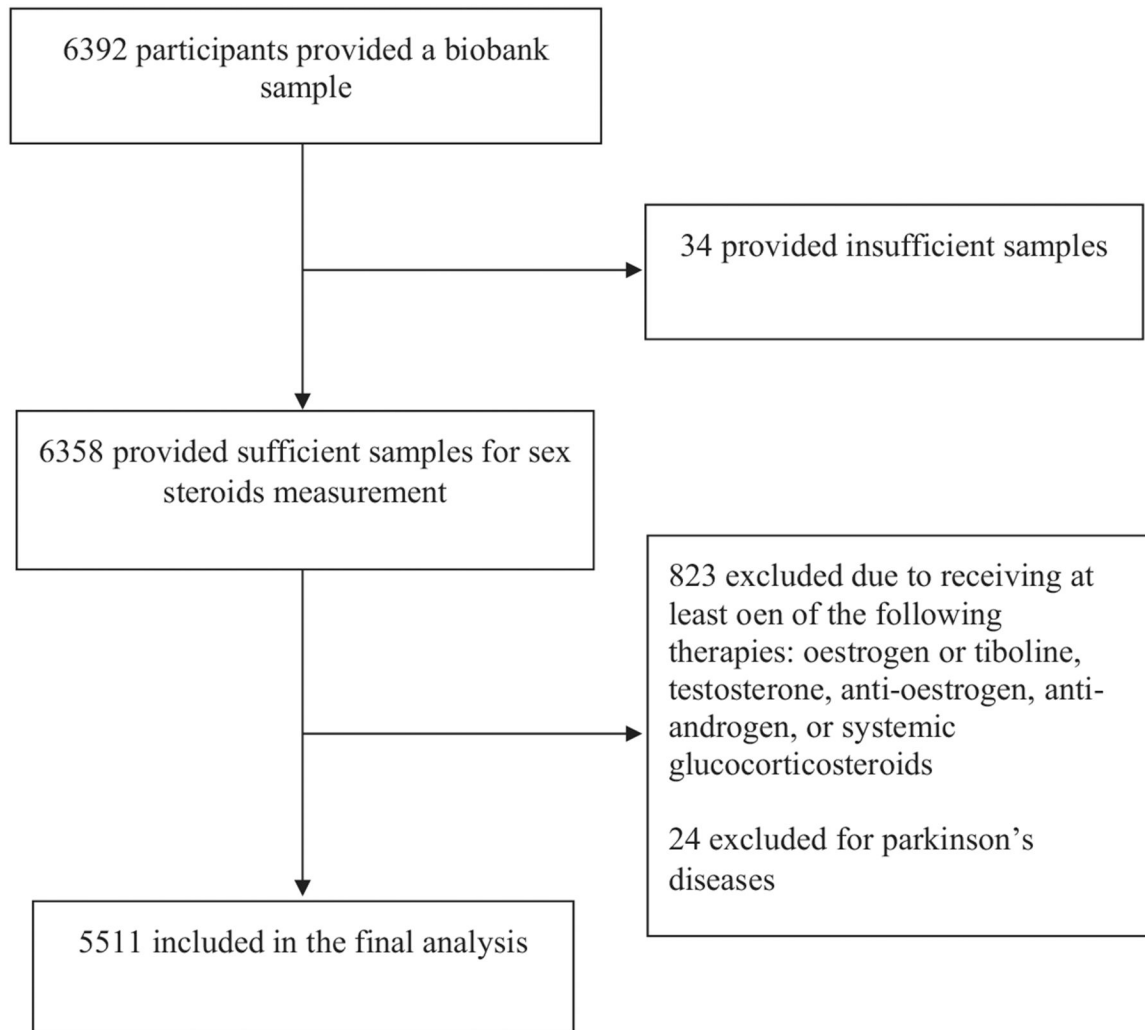 6392 participants provided a biobank
sample
34 provided insufficient samples
6358 provided sufficient samples for sex
steroids measurement
823 excluded due to receiving at
least oen of the following
therapies: oestrogen or tiboline,
testosterone, anti-oestrogen, anti-
androgen, or systemic
glucocorticosteroids
24 excluded for parkinson’s
diseases
5511 included in the final analysis